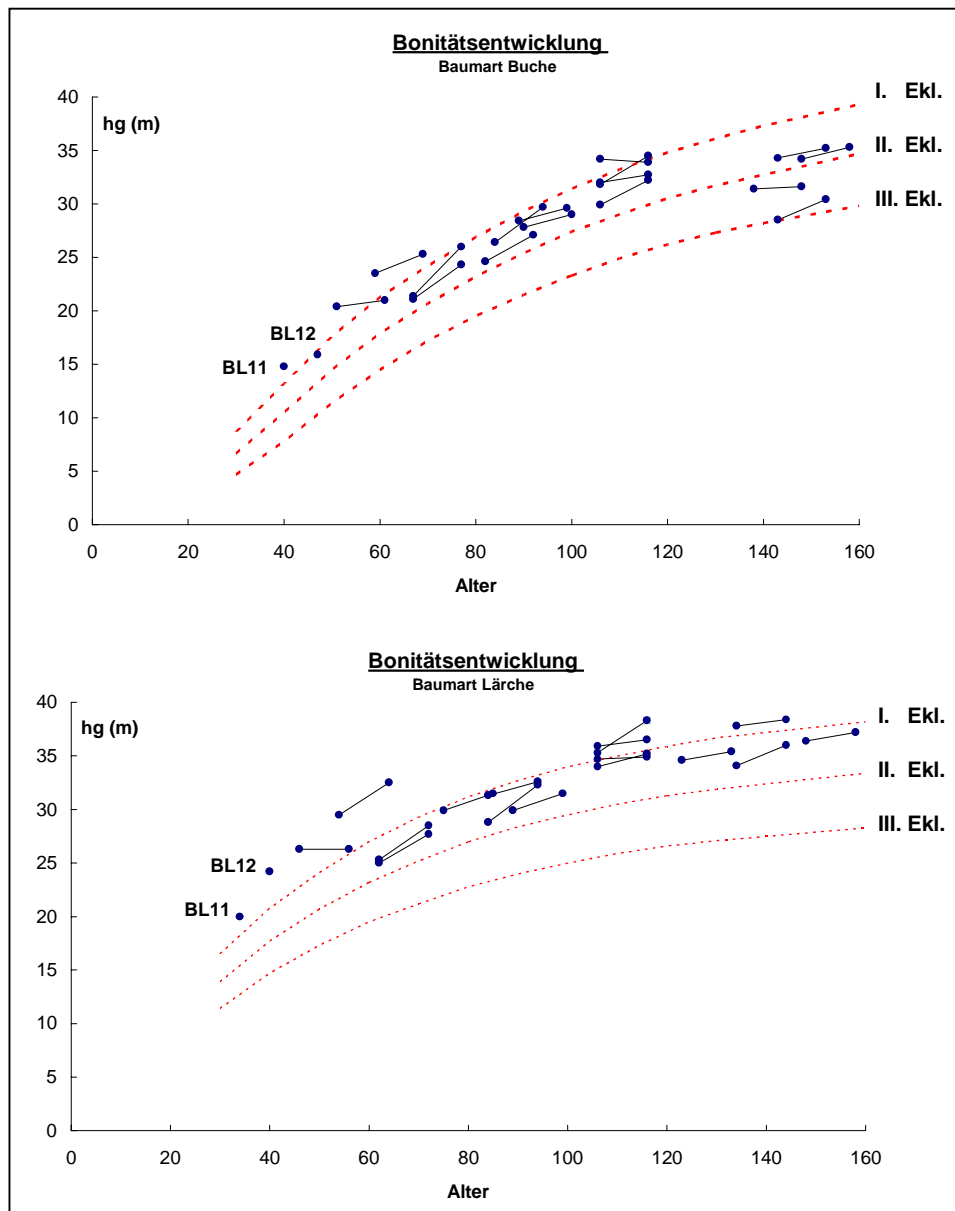 Bonitätsentwicklung
Baumart Buche
hg (m)
I. Ekl.
II. Ekl.
III. Ekl.
40
35
30
25
20
15
10
5
0
BL12
BL11
0 20 40 60 80 100 120 140 160
Alter
Bonitätsentwicklung
Baumart Lärche
hg (m)
I. Ekl.
II. Ekl.
III. Ekl.
40
35
30
25
20
15
10
5
0
BL12
BL11
0 20 40 60 80 100 120 140 160
Alter